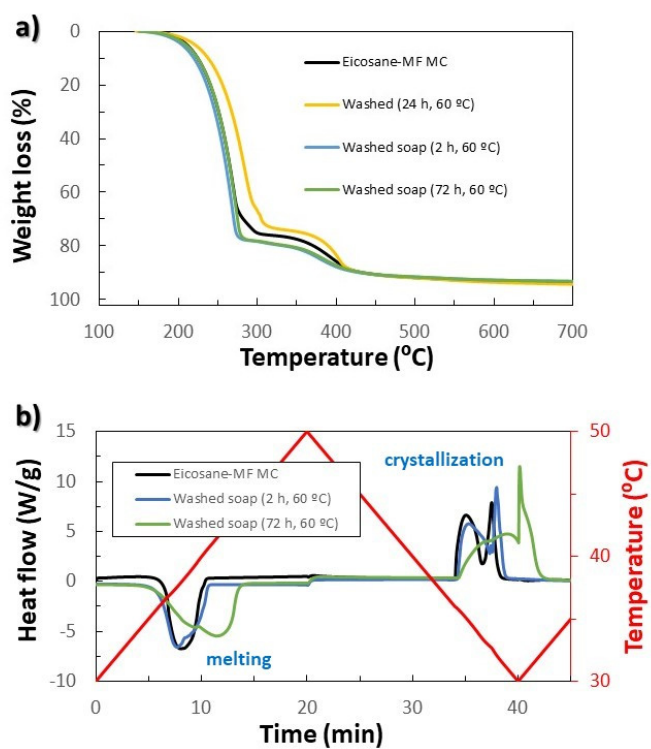 a)
Weight loss (%)
0
20
40
60
80
100
Eicosane-MF MC
Washed (24 h, 60 ºC)
Washed soap (2 h, 60 ºC)
Washed soap (72 h, 60 ºC)
100 200 300 400 500 600 700
Temperature (⁰C)
b)
Heat flow (W/g)
15
10
5
0
-5
-10
Eicosane-MF MC
Washed soap (2 h, 60 ºC)
Washed soap (72 h, 60 ºC)
crystallization
melting
50
40
30
Temperature (⁰C)
0 10 20 30 40
Time (min)